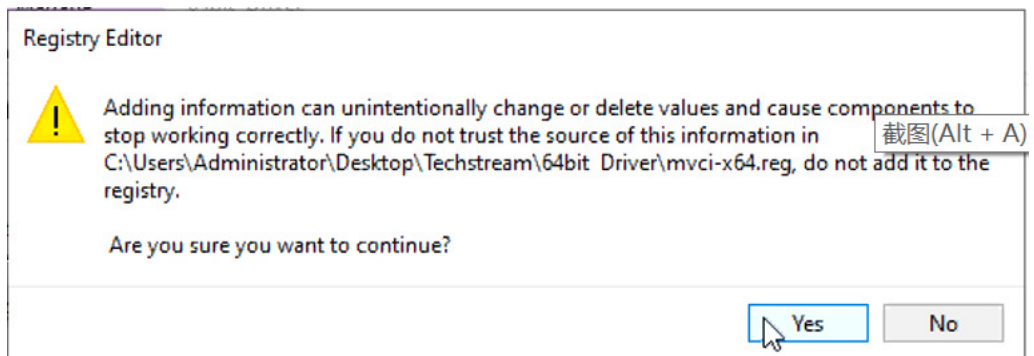 Registry Editor
Adding information can unintentionally change or delete values and cause components to
stop working correctly. If you do not trust the source of this information in
截图(Alt + A)
C:\Users\Administrator\Desktop\Techstream\64bit Driver\mvci-x64.reg, do not add it to the
registry.
Are you sure you want to continue?
Yes
No